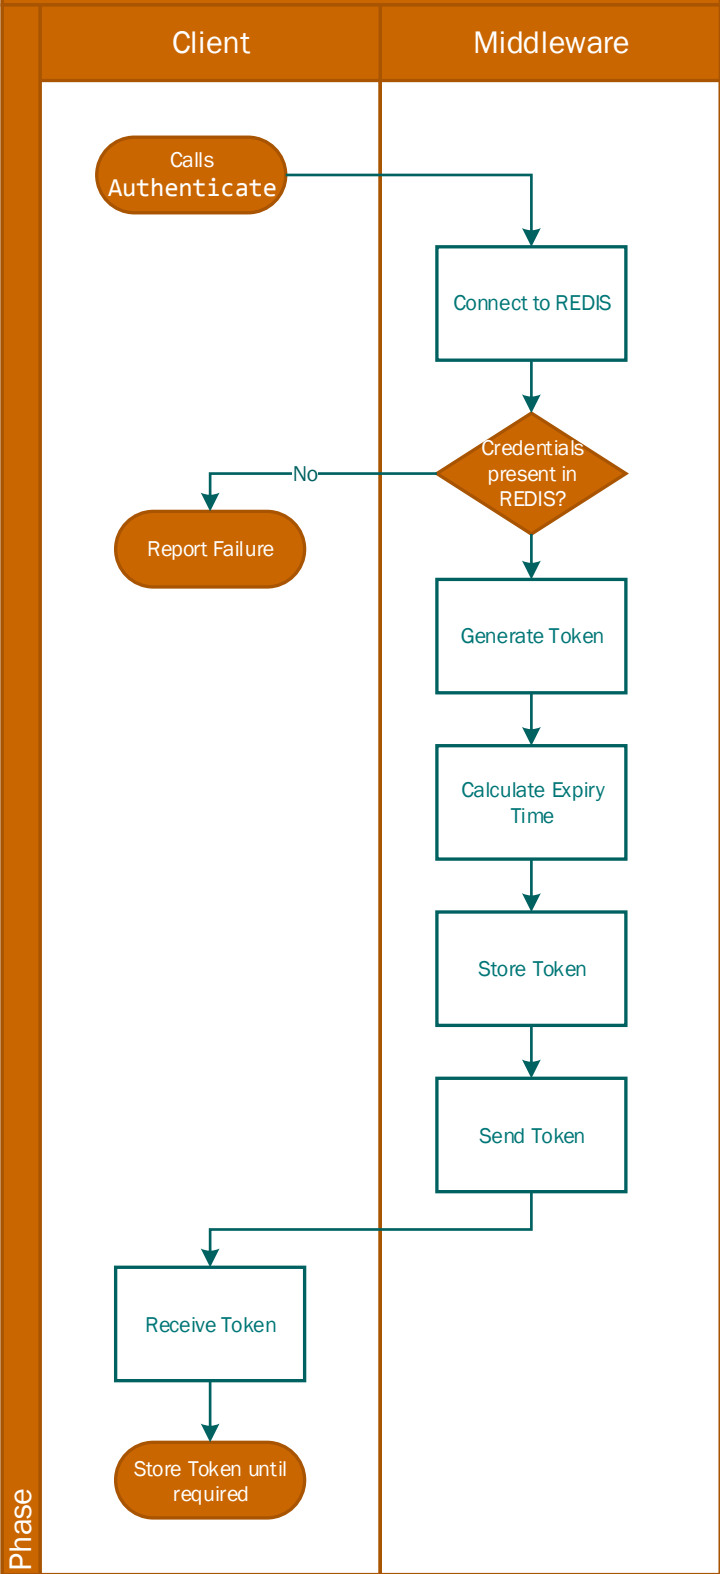 Client
Middleware
Calls
Authenticate
Connect to REDIS
Credentials
present in
REDIS?
No
Report Failure
Generate Token
Calculate Expiry
Time
Store Token
Send Token
Receive Token
Store Token until
required
Phase